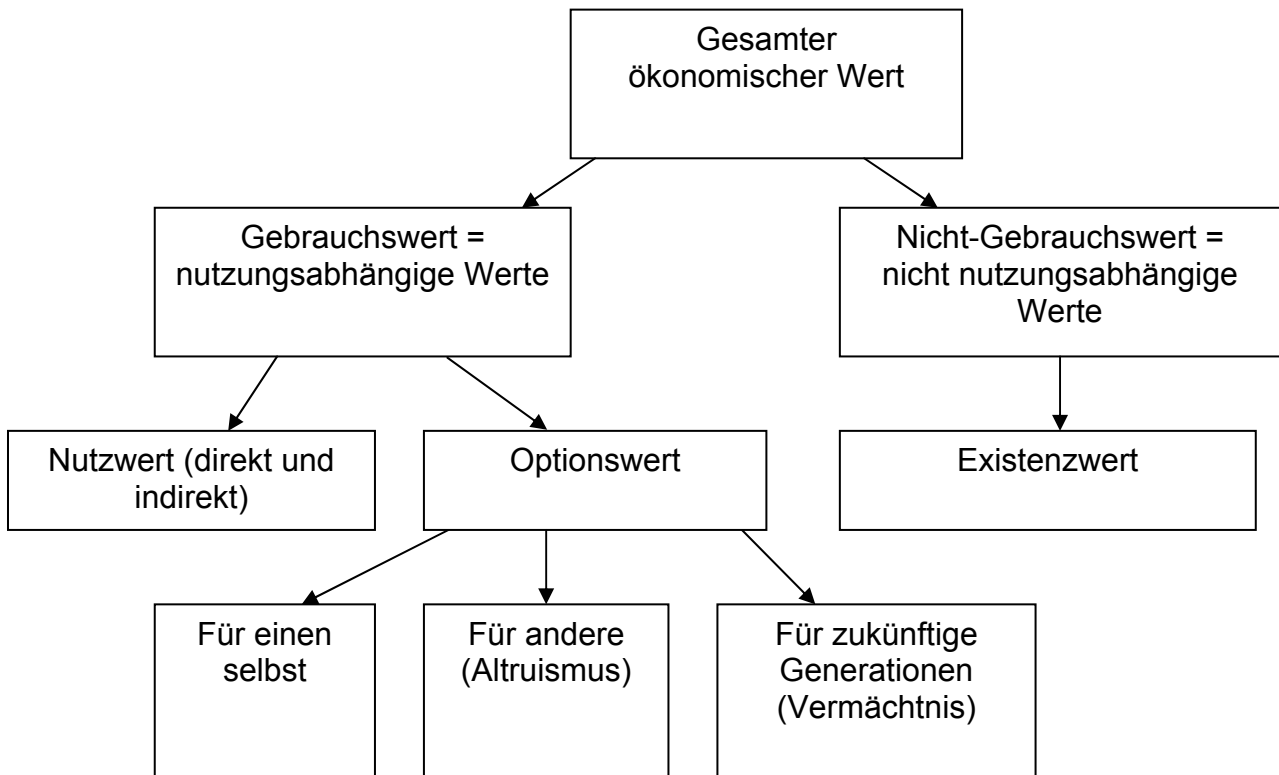 Gesamter
ökonomischer Wert
Gebrauchswert =
nutzungsabhängige Werte
Nicht-Gebrauchswert =
nicht nutzungsabhängige
Werte
Nutzwert (direkt und
indirekt)
Optionswert
Existenzwert
Für einen
selbst
Für andere
(Altruismus)
Für zukünftige
Generationen
(Vermächtnis)